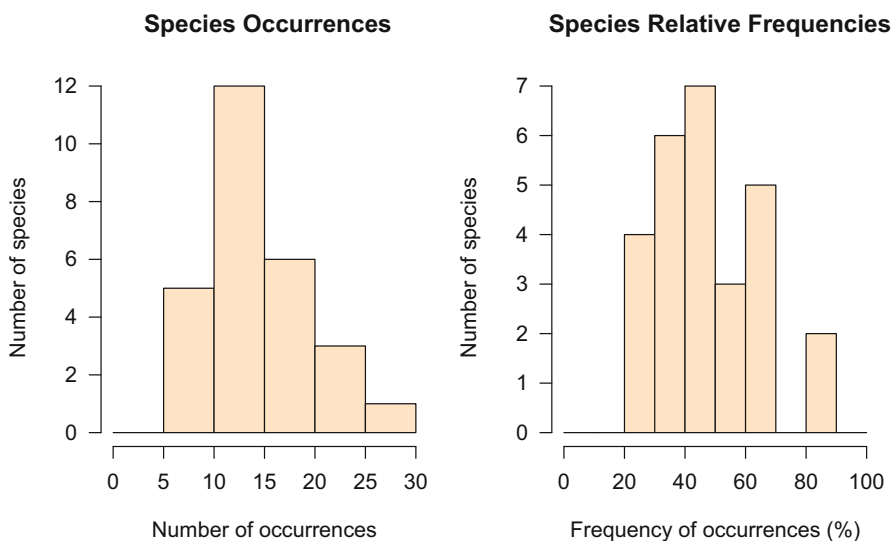 Species Occurrences
Number of species
12
10
8
6
4
2
0
0 5 10 15 20 25 30
Number of occurrences
Species Relative Frequencies
Number of species
7
6
5
4
3
2
1
0
0 20 40 60 80 100
Frequency of occurrences (%)